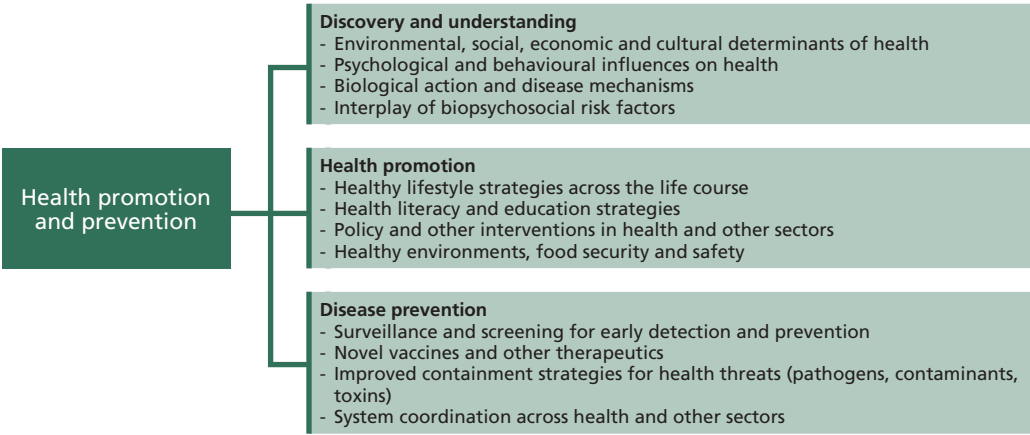 Discovery and understanding
- Environmental, social, economic and cultural determinants of health
- Psychological and behavioural influences on health
- Biological action and disease mechanisms
- Interplay of biopsychosocial risk factors
Health promotion
and prevention
Health promotion
- Healthy lifestyle strategies across the life course
- Health literacy and education strategies
- Policy and other interventions in health and other sectors
- Healthy environments, food security and safety
Disease prevention
- Surveillance and screening for early detection and prevention
- Novel vaccines and other therapeutics
- Improved containment strategies for health threats (pathogens, contaminants,
toxins)
- System coordination across health and other sectors